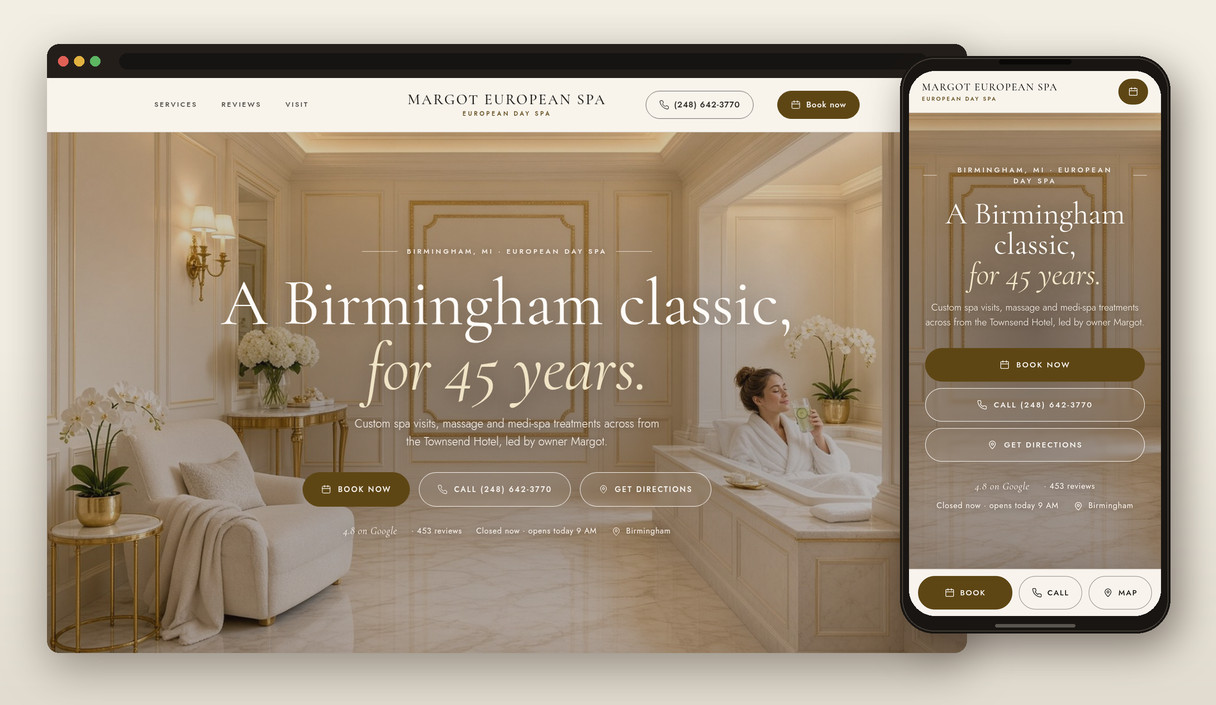 SERVICES
REVIEWS
VISIT
MARGOT EUROPEAN SPA
EUROPEAN DAY SPA
(248) 642-3770
Book now
BIRMINGHAM, MI · EUROPEAN DAY SPA
A Birmingham classic,
for 45 years.
Custom spa visits, massage and medi-spa treatments across from
the Townsend Hotel, led by owner Margot.
BOOK NOW
CALL (248) 642-3770
GET DIRECTIONS
4.8 on Google · 453 reviews Closed now · opens today 9 AM Birmingham
MARGOT EUROPEAN SPA
EUROPEAN DAY SPA
BIRMINGHAM, MI · EUROPEAN
DAY SPA
A Birmingham
classic,
for 45 years.
Custom spa visits, massage and medi-spa treatments
across from the Townsend Hotel, led by owner Margot.
BOOK NOW
CALL (248) 642-3770
GET DIRECTIONS
4.8 on Google · 453 reviews
Closed now · opens today 9 AM Birmingham
BOOK
CALL
MAP